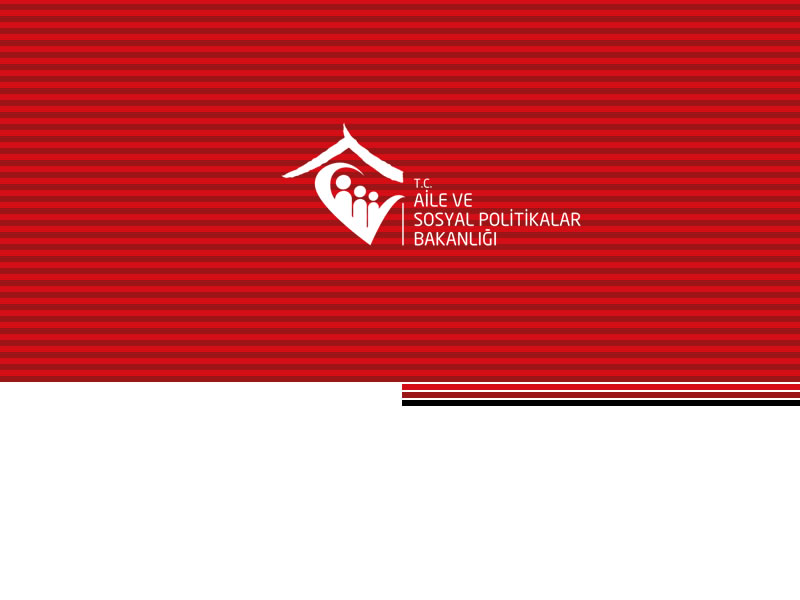 T.C.
AİLE VE
SOSYAL POLİTİKALAR
BAKANLIĞI